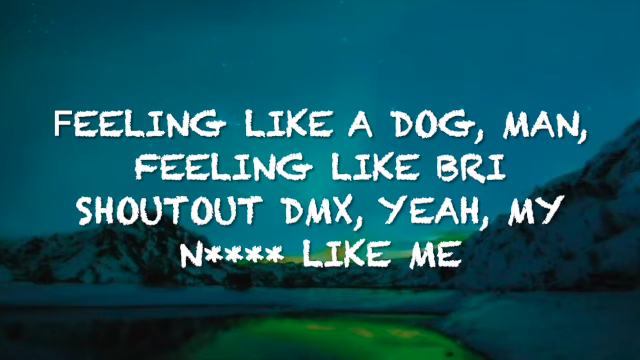 FEELING LIKE A DOG, MAN,
FEELING LIKE BRI
SHOUTOUT DMX, YEAH, MY
N**** LIKE ME